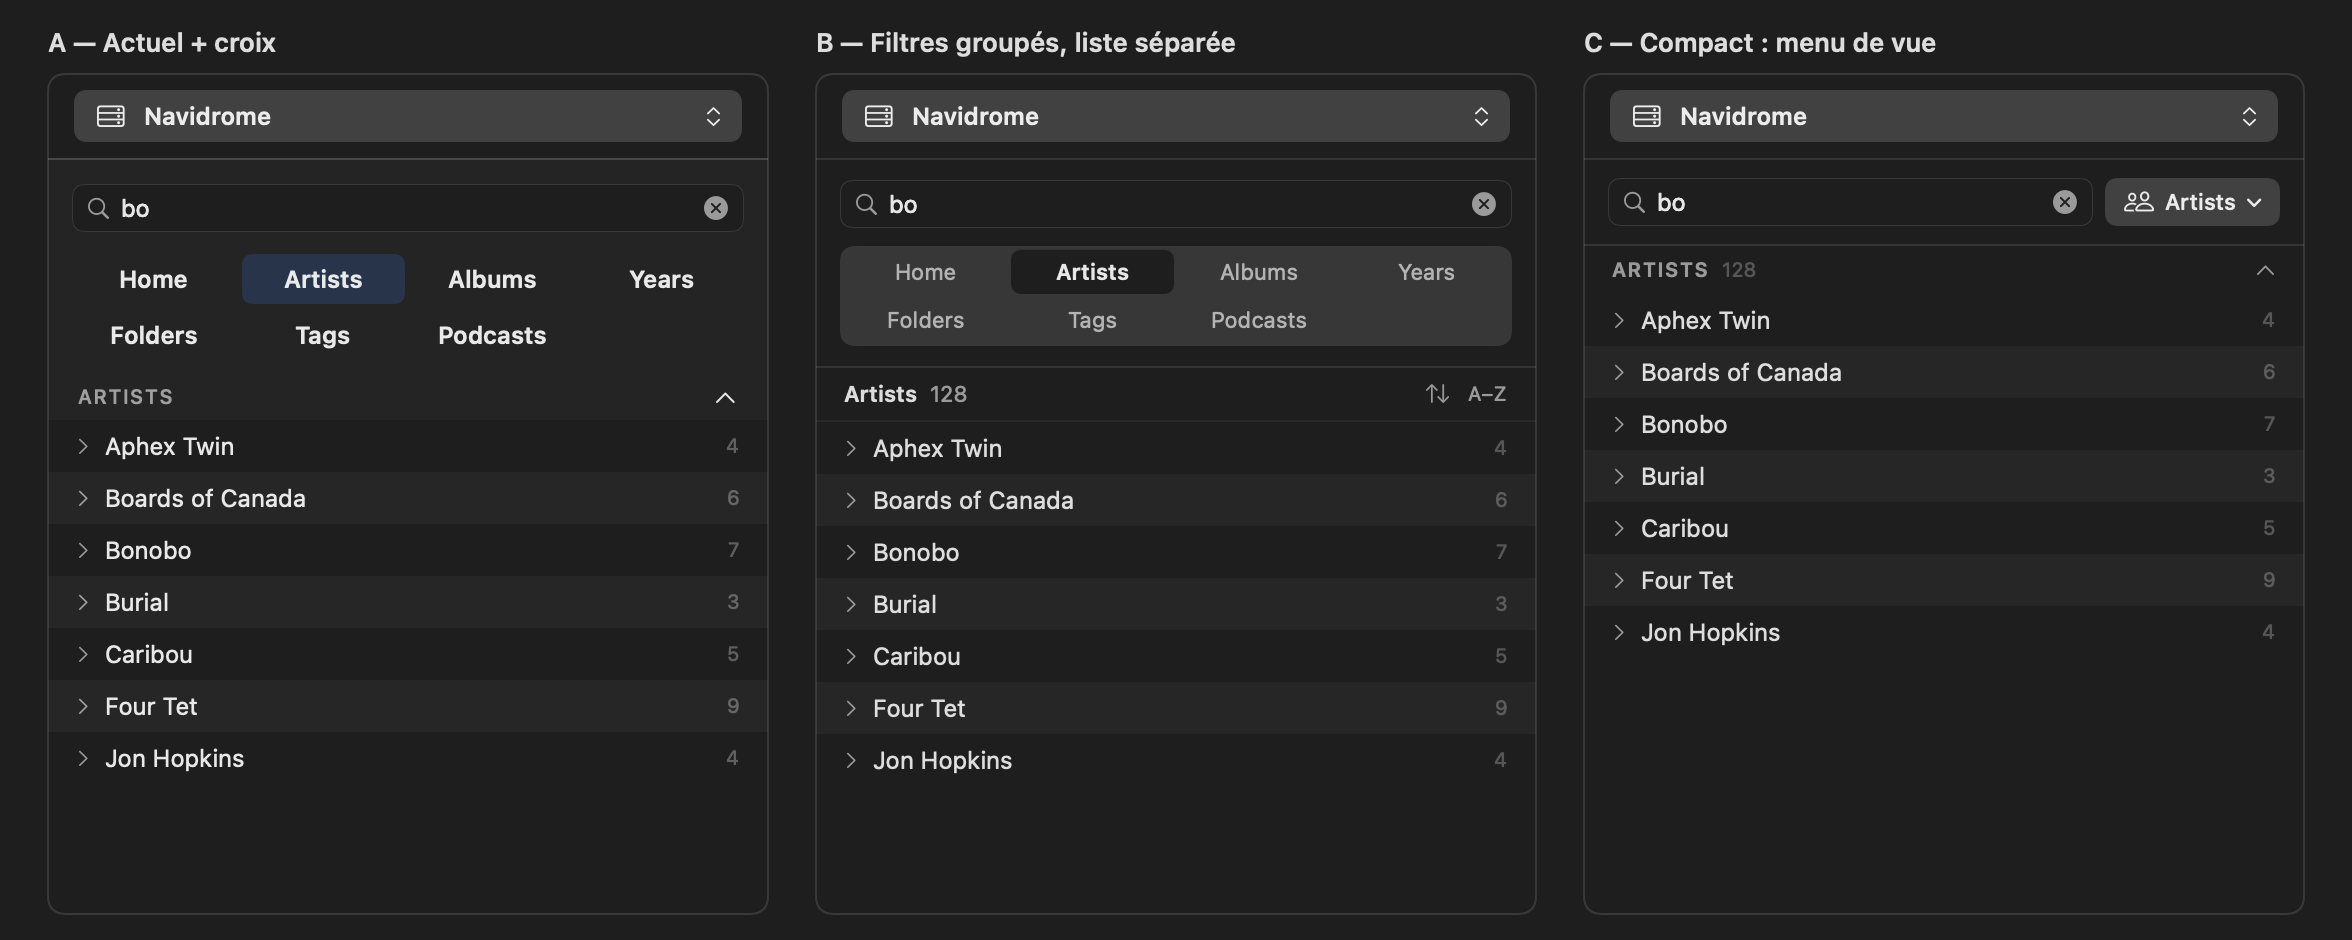 A — Actuel + croix
Navidrome
bo
Home Artists Albums Years
Folders Tags Podcasts
ARTISTS
Aphex Twin 4
Boards of Canada 6
Bonobo 7
Burial 3
Caribou 5
Four Tet 9
Jon Hopkins 4
B — Filtres groupés, liste séparée
Navidrome
bo
Home Artists Albums Years
Folders Tags Podcasts
Artists 128 A–Z
Aphex Twin 4
Boards of Canada 6
Bonobo 7
Burial 3
Caribou 5
Four Tet 9
Jon Hopkins 4
C — Compact : menu de vue
Navidrome
bo Artists
ARTISTS 128
Aphex Twin 4
Boards of Canada 6
Bonobo 7
Burial 3
Caribou 5
Four Tet 9
Jon Hopkins 4